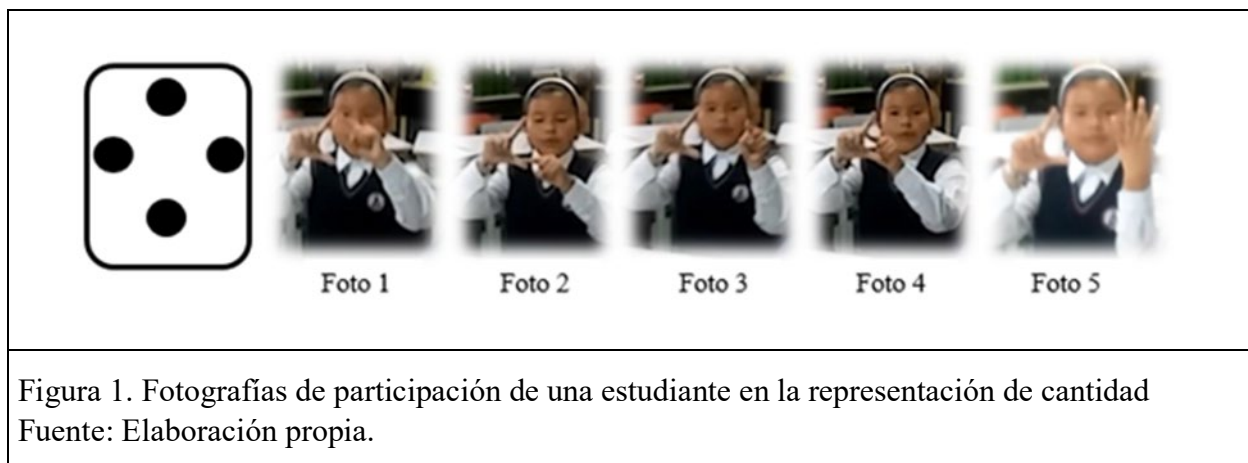 Foto 1 Foto 2 Foto 3 Foto 4 Foto 5
Figura 1. Fotografías de participación de una estudiante en la representación de cantidad
Fuente: Elaboración propia.